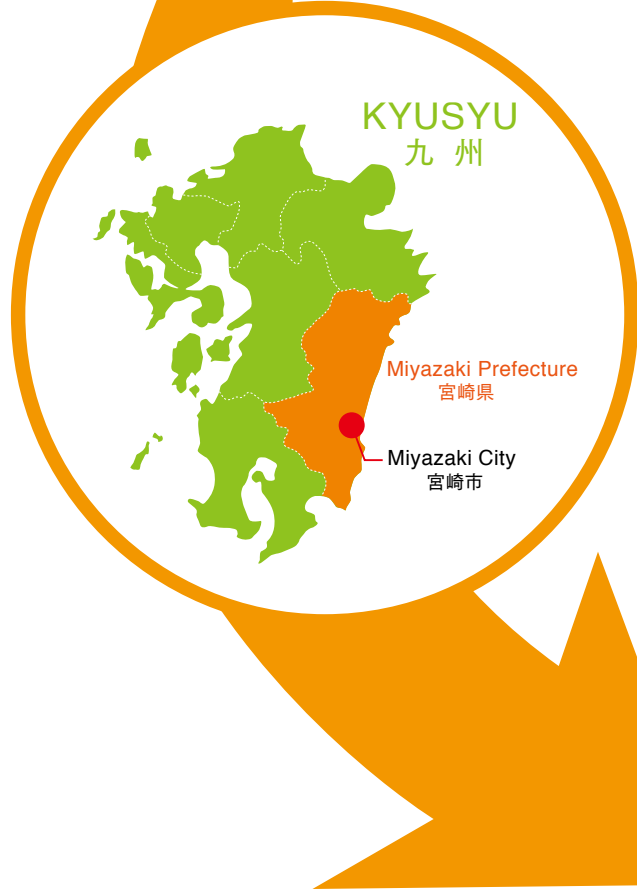 KYUSYU
九 州
Miyazaki Prefecture
宮崎県
Miyazaki City
宮崎市